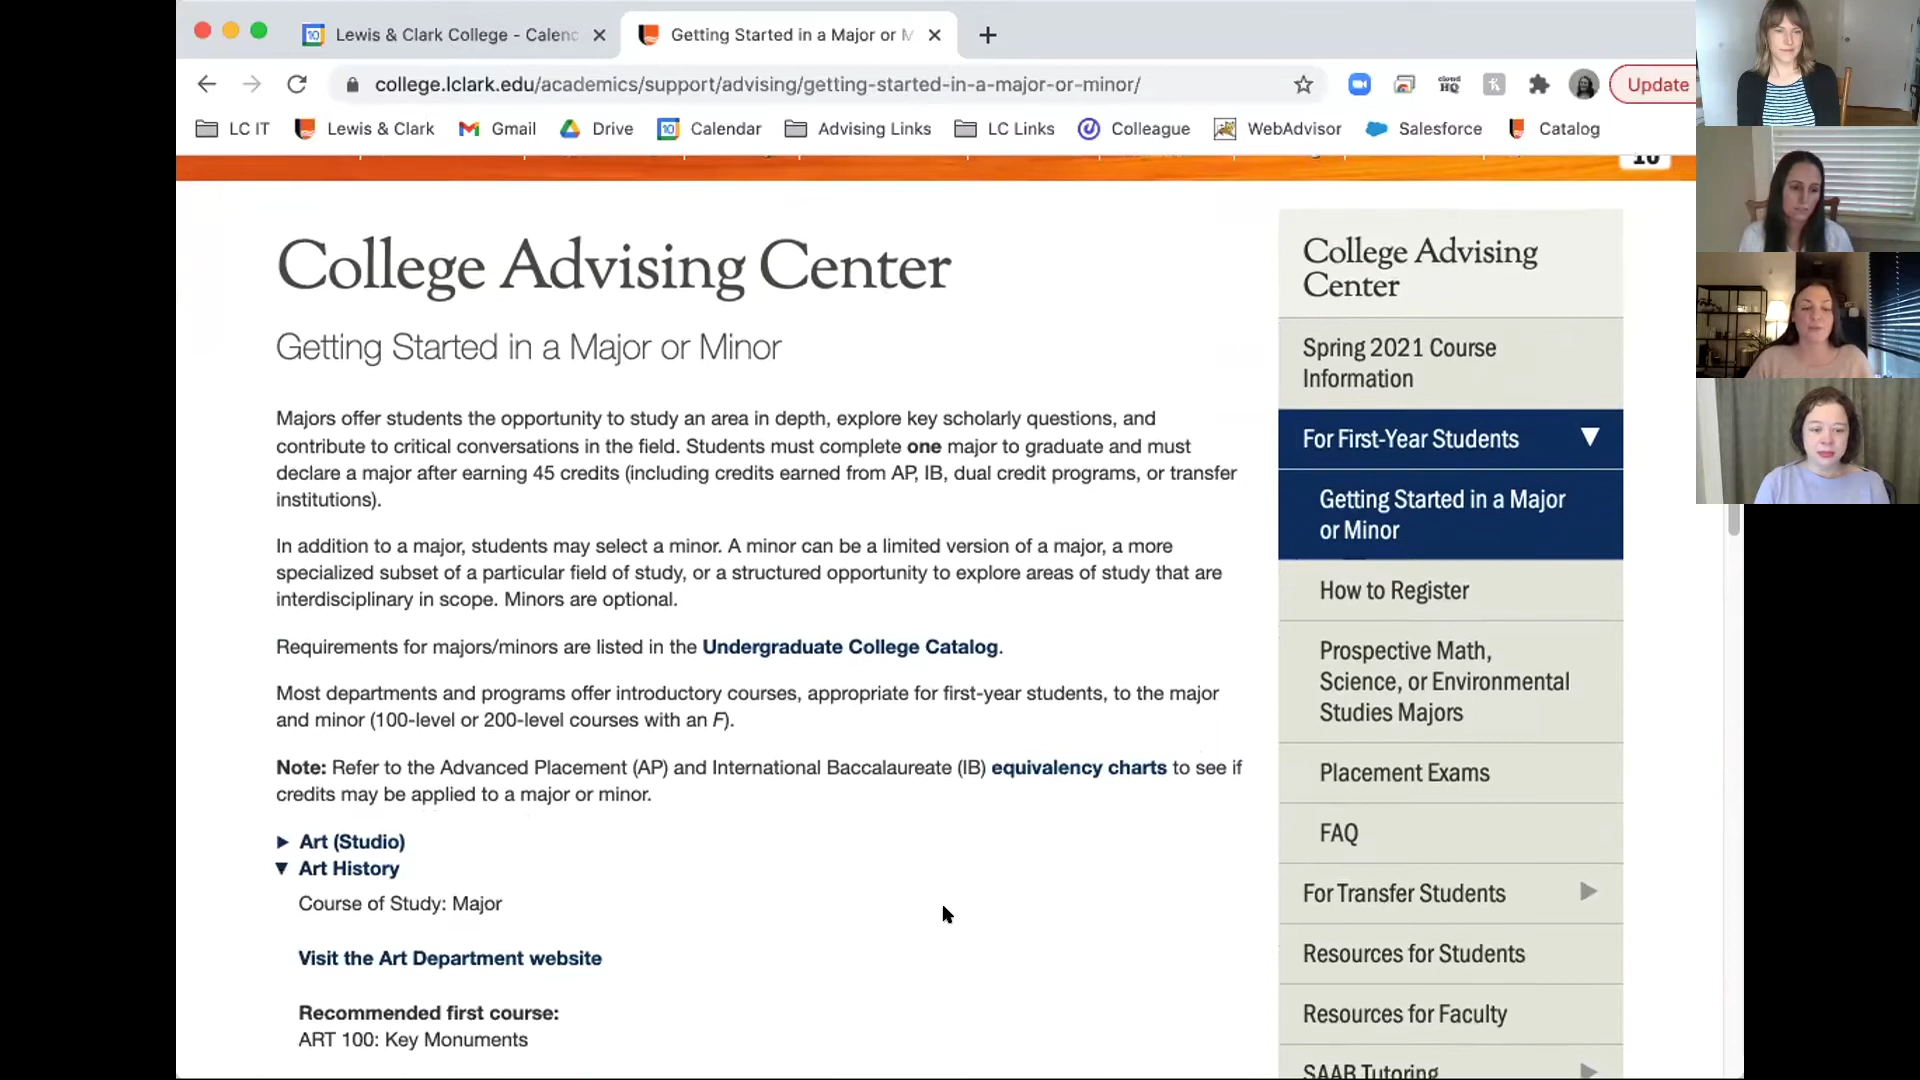 Lewis & Clark College - Calend
Getting Started in a Major or M
college.lclark.edu/academics/support/advising/getting-started-in-a-major-or-minor/
cloud
HQ
Update
LC IT
Lewis & Clark
Gmail
Drive
Calendar
Advising Links
LC Links
Colleague
WebAdvisor
Salesforce
Catalog
College Advising Center
Getting Started in a Major or Minor
Majors offer students the opportunity to study an area in depth, explore key scholarly questions, and
contribute to critical conversations in the field. Students must complete one major to graduate and must
declare a major after earning 45 credits (including credits earned from AP, IB, dual credit programs, or transfer
institutions).
In addition to a major, students may select a minor. A minor can be a limited version of a major, a more
specialized subset of a particular field of study, or a structured opportunity to explore areas of study that are
interdisciplinary in scope. Minors are optional.
Requirements for majors/minors are listed in the Undergraduate College Catalog.
Most departments and programs offer introductory courses, appropriate for first-year students, to the major
and minor (100-level or 200-level courses with an F).
Note: Refer to the Advanced Placement (AP) and International Baccalaureate (IB) equivalency charts to see if
credits may be applied to a major or minor.
Art (Studio)
Art History
Course of Study: Major
Visit the Art Department website
Recommended first course:
ART 100: Key Monuments
College Advising
Center
Spring 2021 Course
Information
For First-Year Students
Getting Started in a Major
or Minor
How to Register
Prospective Math,
Science, or Environmental
Studies Majors
Placement Exams
FAQ
For Transfer Students
Resources for Students
Resources for Faculty
SAAB Tutoring